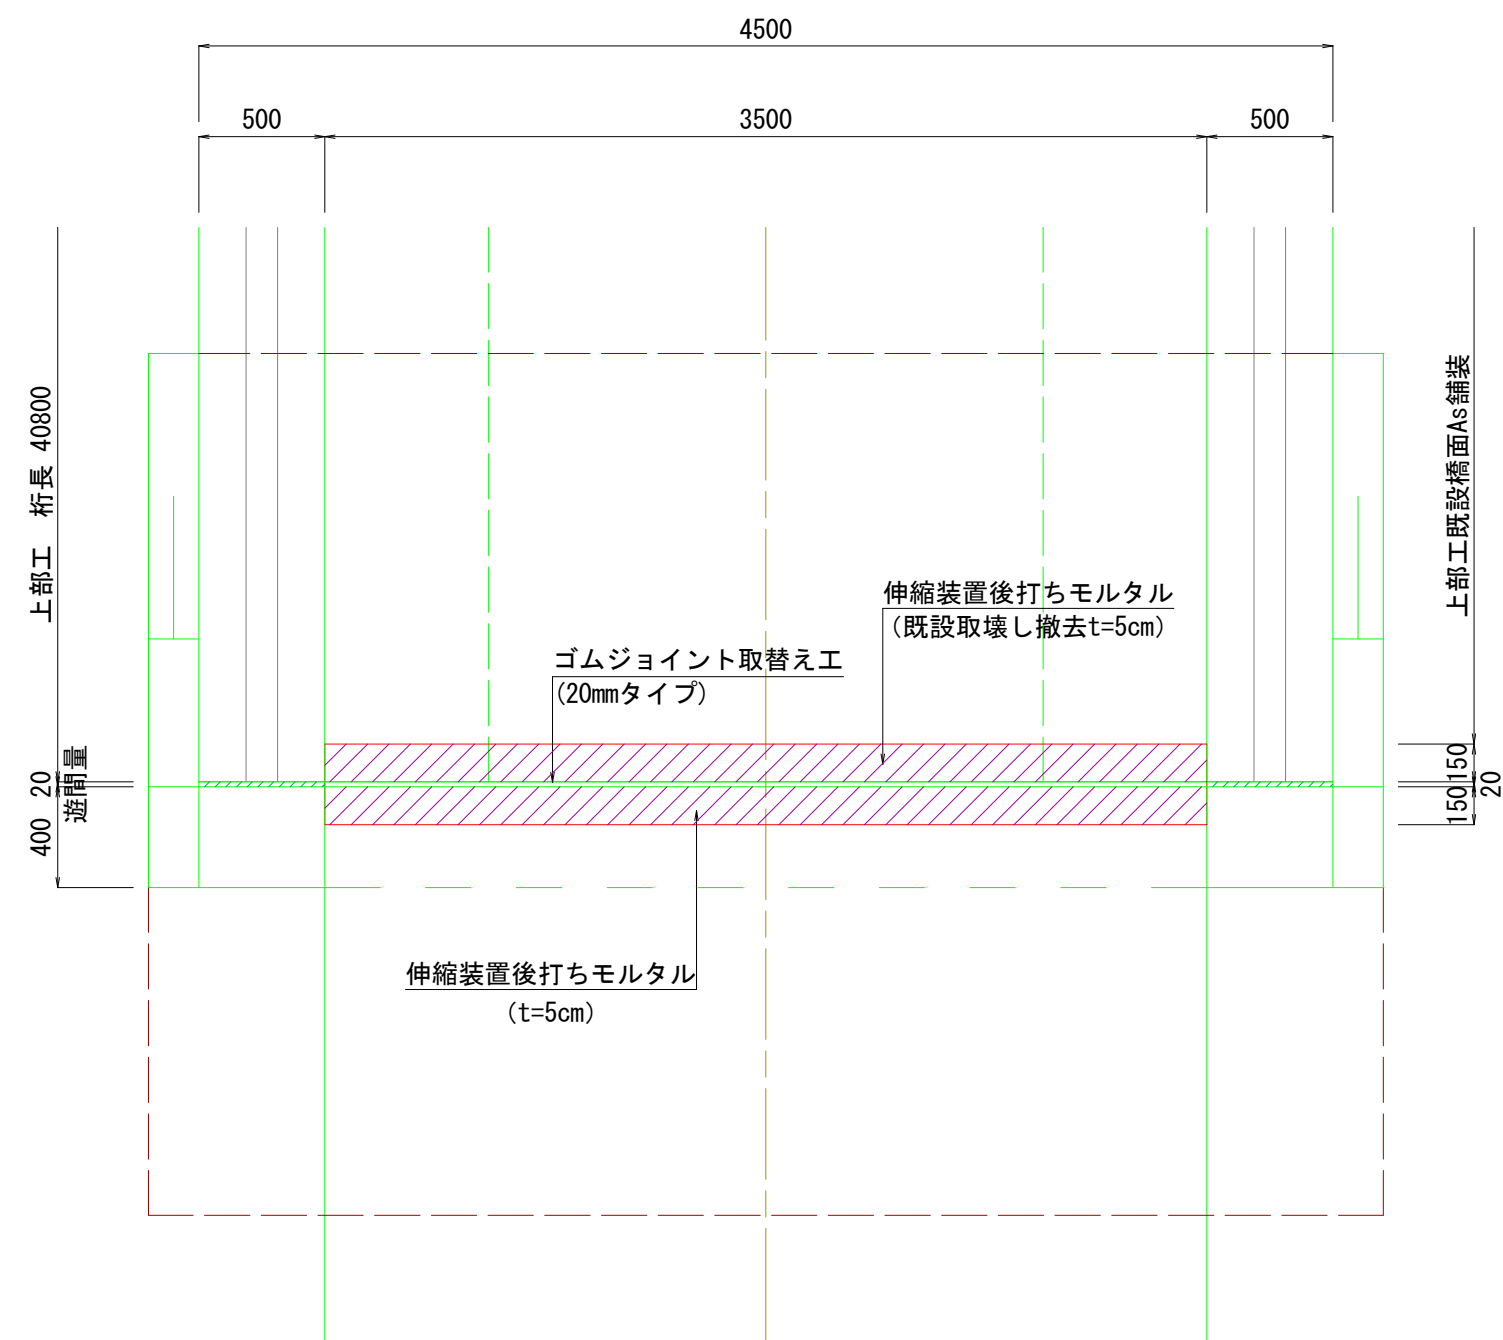 4500
500
3500
500
上部工 桁長 40800
上部工既設橋面As舗装
伸縮装置後打ちモルタル
(既設取壊し撤去t=5cm)
ゴムジョイント取替え工
(20mmタイプ)
20
遊間量
400
150
150
20
伸縮装置後打ちモルタル
(t=5cm)